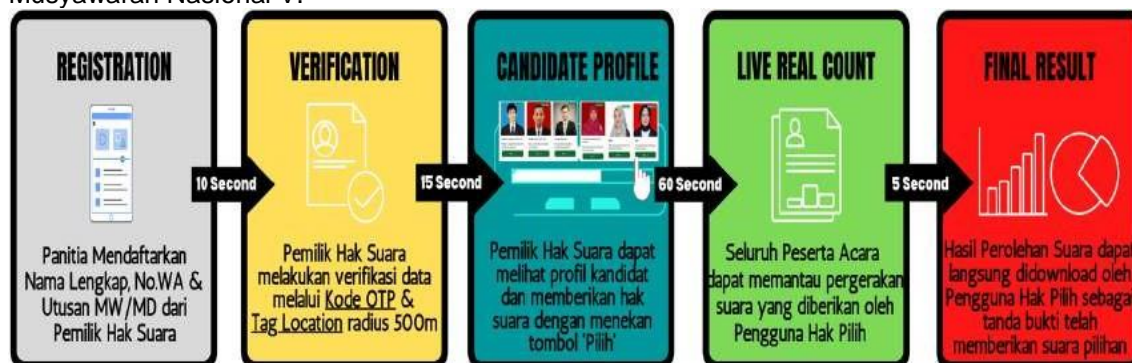 Musyawarah Nasional V.
REGISTRATION
Panitia Mendaftarkan
Nama Lengkap, No.WA &
Utusan MW/MD dari
Pemilik Hak Suara
10 Second
VERIFICATION
Pemilik Hak Suara
melakukan verifikasi data
melalui Kode OTP &
Tag Location radius 500m
15 Second
CANDIDATE PROFILE
Pemilik Hak Suara dapat
melihat profil kandidat
dan memberikan hak
suara dengan menekan
tombol 'Pilih'
60 Second
LIVE REAL COUNT
Seluruh Peserta Acara
dapat memantau pergerakan
suara yang diberikan oleh
Pengguna Hak Pilih
5 Second
FINAL RESULT
Hasil Perolehan Suara dapat
langsung didownload oleh
Pengguna Hak Pilih sebagai
tanda bukti telah
memberikan suara pilihan